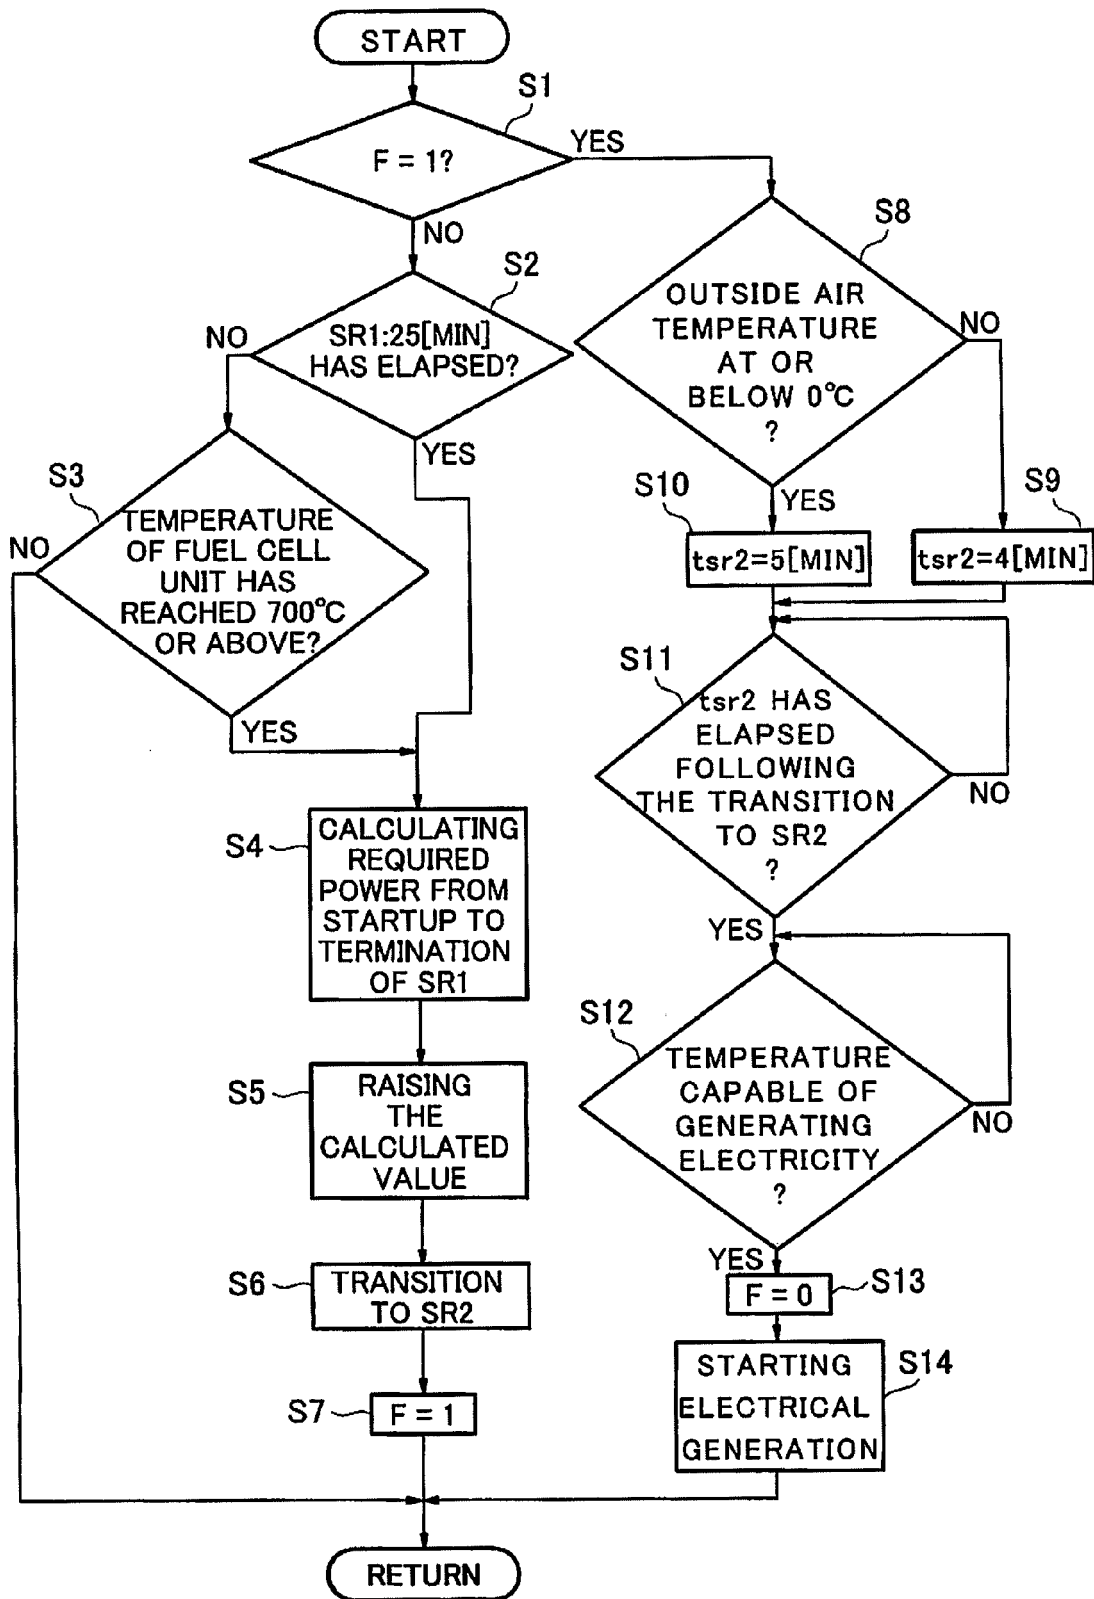 START
S1
F = 1?
YES
NO
S2
SR1:25[MIN]
HAS ELAPSED?
NO
YES
S3
TEMPERATURE
OF FUEL CELL
UNIT HAS
REACHED 700°C
OR ABOVE?
NO
YES
S4
CALCULATING
REQUIRED
POWER FROM
STARTUP TO
TERMINATION
OF SR1
S5
RAISING
THE
CALCULATED
VALUE
S6
TRANSITION
TO SR2
S7
F = 1
S8
OUTSIDE AIR
TEMPERATURE
AT OR
BELOW 0°C
?
NO
YES
S10
tsr2=5[MIN]
S9
tsr2=4[MIN]
S11
tsr2 HAS
ELAPSED
FOLLOWING
THE TRANSITION
TO SR2
?
NO
YES
S12
TEMPERATURE
CAPABLE OF
GENERATING
ELECTRICITY
?
NO
YES
F = 0
S13
STARTING
ELECTRICAL
GENERATION
S14
RETURN